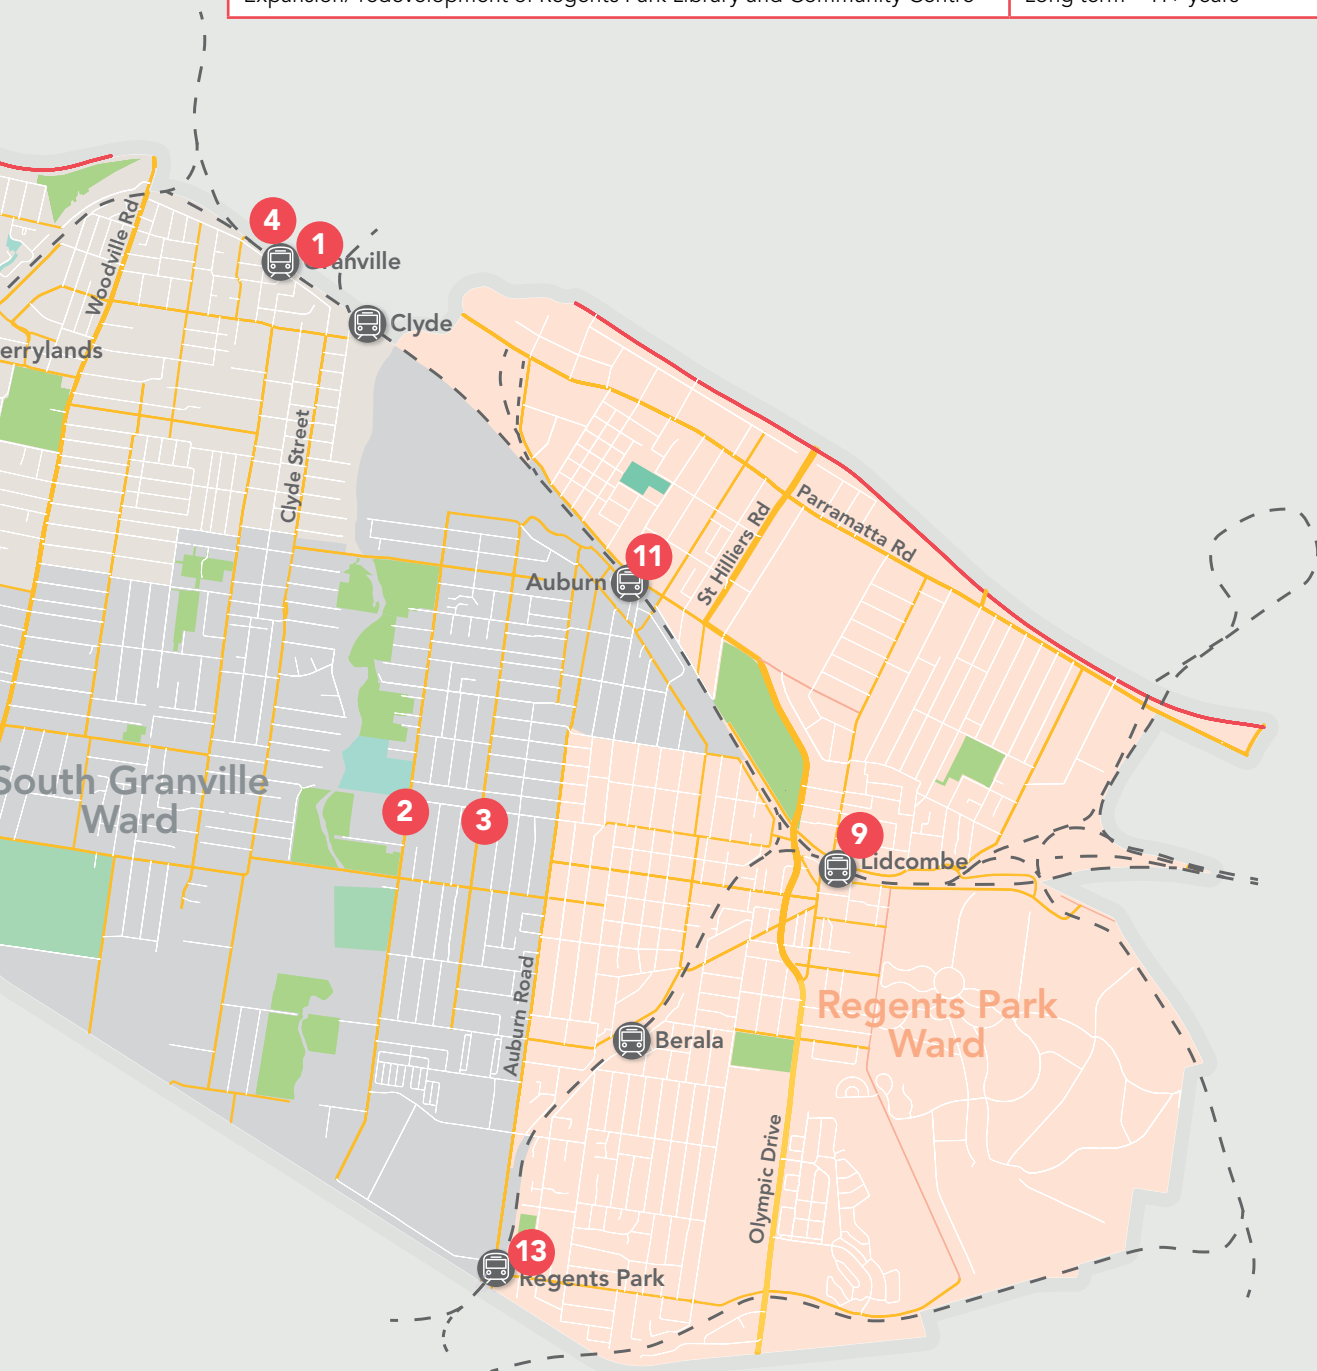 Expansion/ redevelopment of Regents Park Library and Community Centre
Long term – 11+ years
Woodville Rd
4
1
Granville
Clyde
errylands
Clyde Street
Parramatta Rd
St Hilliers Rd
11
Auburn
South Granville
Ward
2
3
9
Lidcombe
Auburn Road
Regents Park
Ward
Berala
Olympic Drive
13
Regents Park